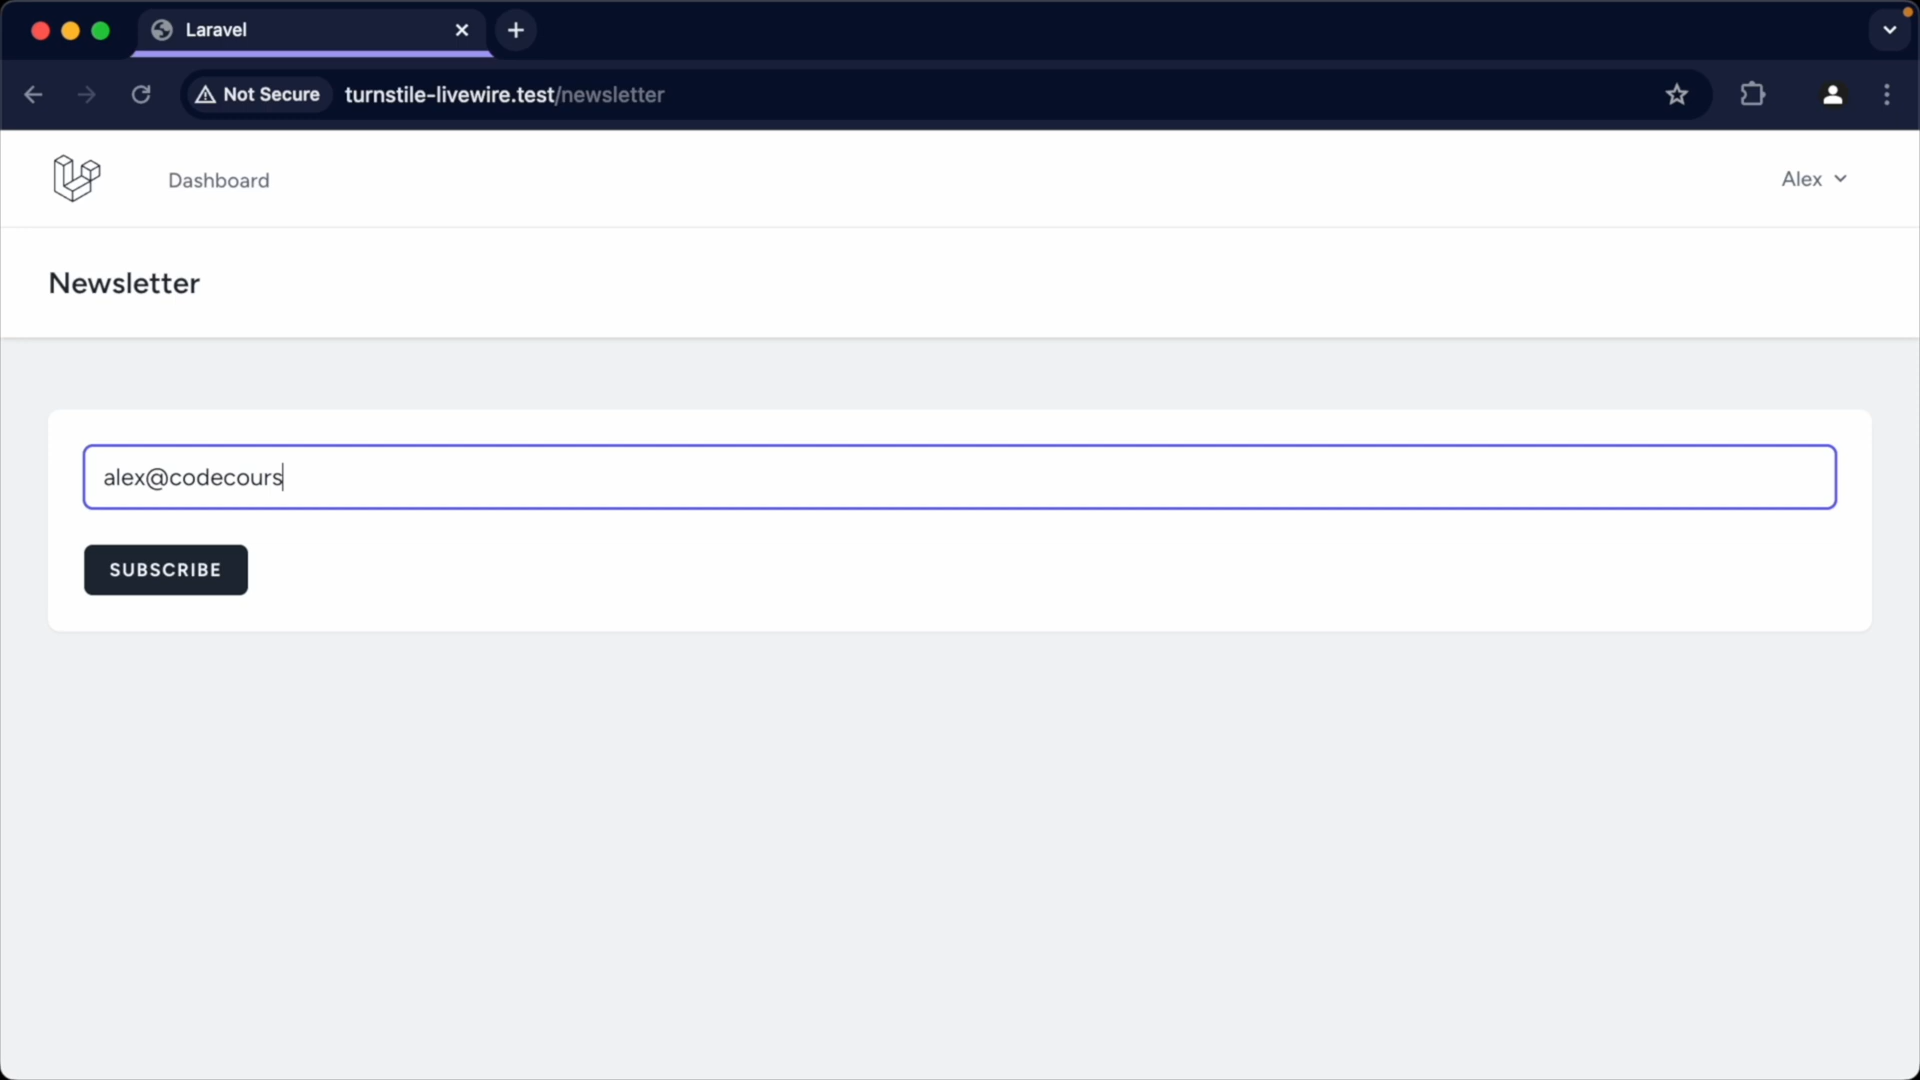 Laravel
Not Secure turnstile-livewire.test/newsletter
Dashboard Alex
Newsletter
alex@codecours
SUBSCRIBE